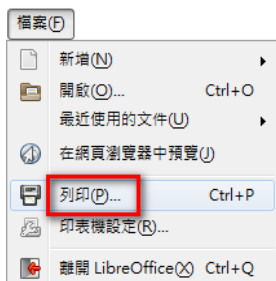 檔案(F)
新增(N)
開啟(O)... Ctrl+O
最近使用的文件(U)
在網頁瀏覽器中預覽(J)
列印(P)... Ctrl+P
印表機設定(R)...
離開 LibreOffice(X) Ctrl+Q